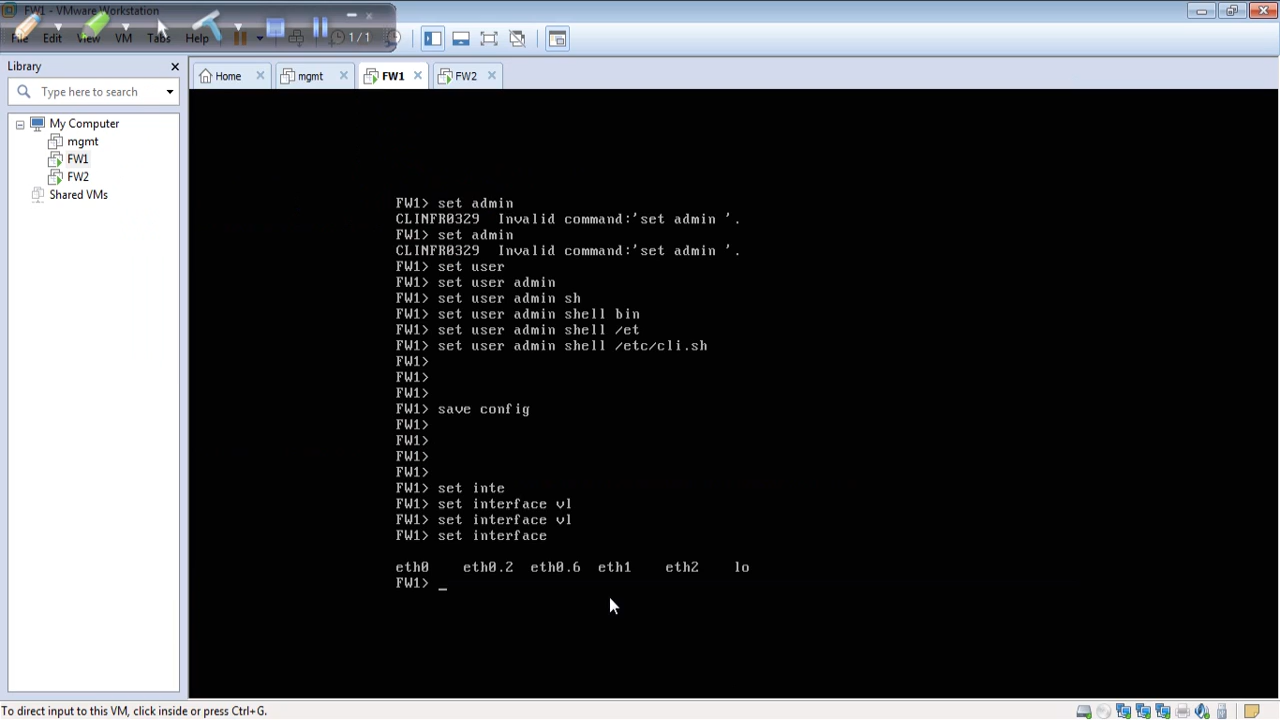 FW1 - VMware Workstation
File Edit View VM Tabs Help
1 / 1
Library
Type here to search
My Computer
mgmt
FW1
FW2
Shared VMs
Home mgmt FW1 FW2
FW1> set admin
CLINFR0329  Invalid command:'set admin '.
FW1> set admin
CLINFR0329  Invalid command:'set admin '.
FW1> set user
FW1> set user admin
FW1> set user admin sh
FW1> set user admin shell bin
FW1> set user admin shell /et
FW1> set user admin shell /etc/cli.sh
FW1>
FW1>
FW1>
FW1> save config
FW1>
FW1>
FW1>
FW1>
FW1> set inte
FW1> set interface vl
FW1> set interface vl
FW1> set interface
eth0 eth0.2 eth0.6 eth1 eth2 lo
FW1> _
To direct input to this VM, click inside or press Ctrl+G.